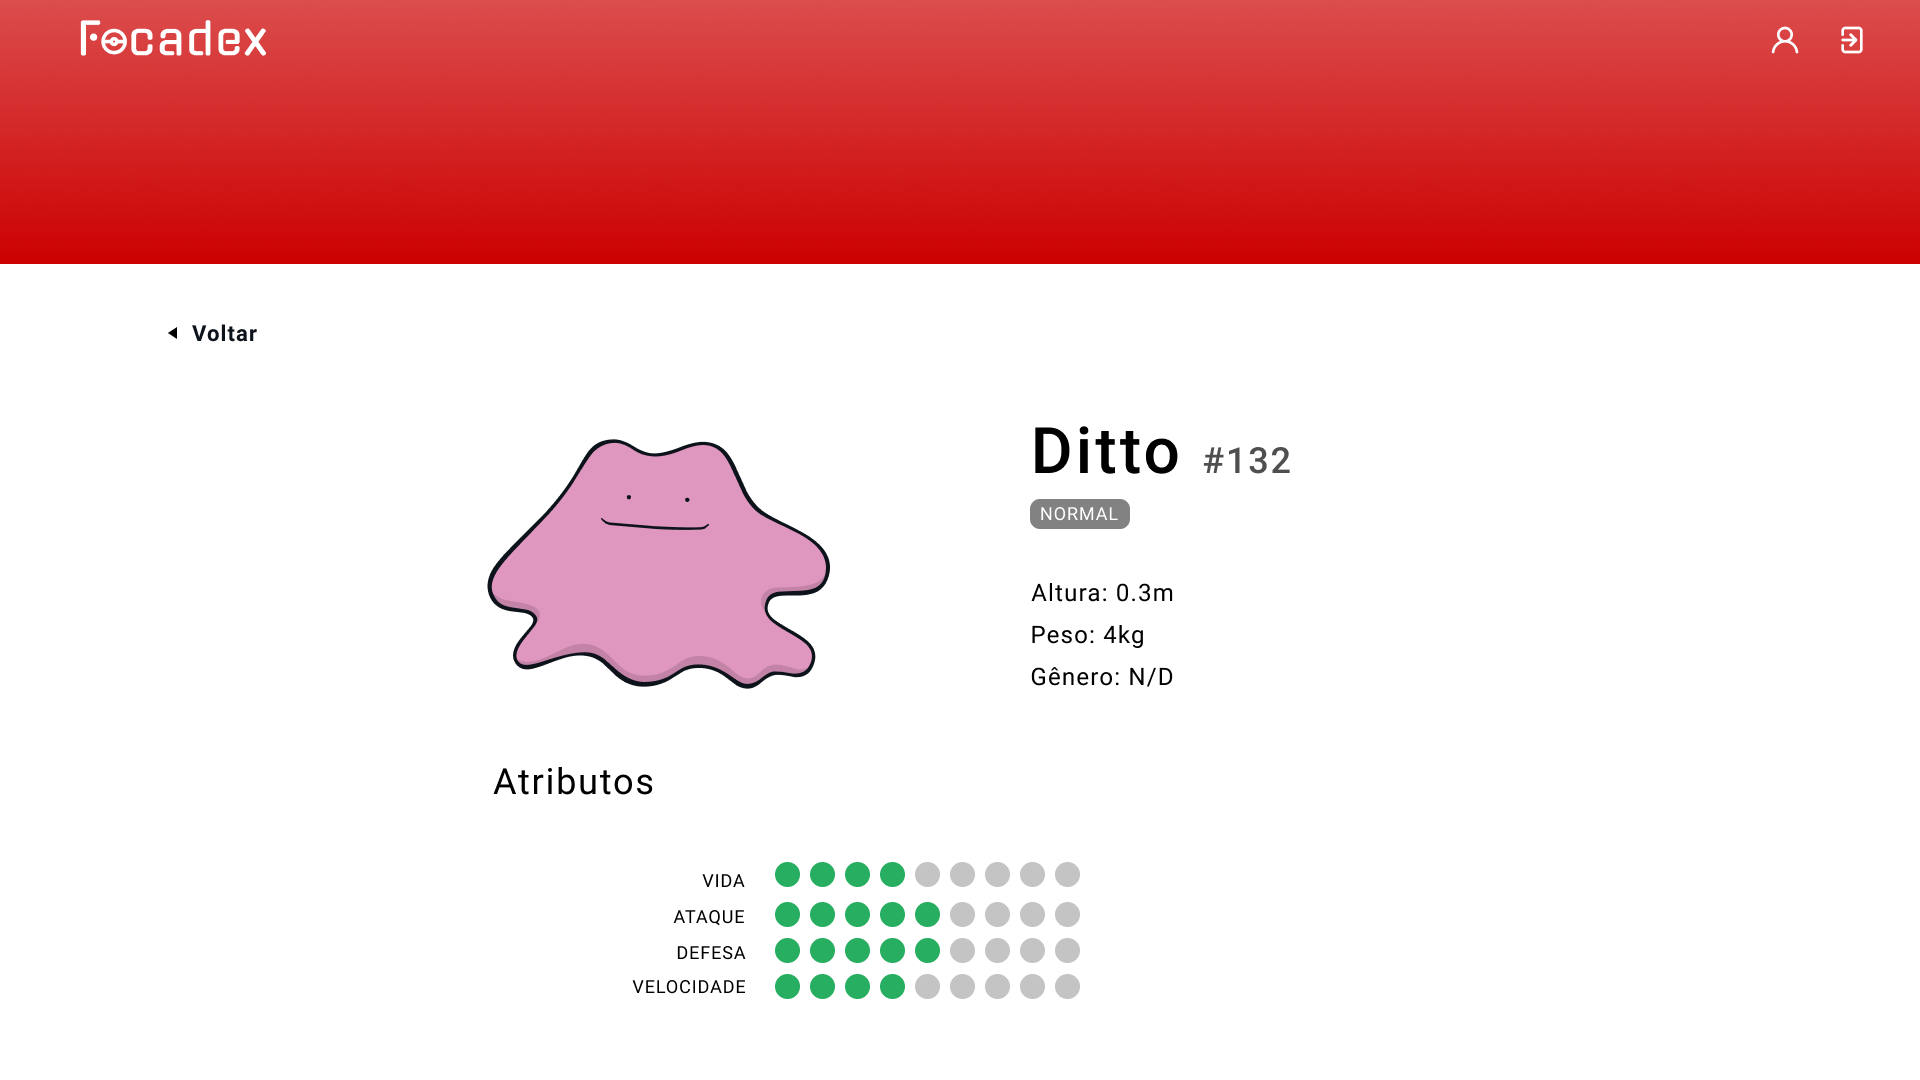 Focadex
Voltar
Ditto #132
NORMAL
Altura: 0.3m
Peso: 4kg
Gênero: N/D
Atributos
VIDA
ATAQUE
DEFESA
VELOCIDADE